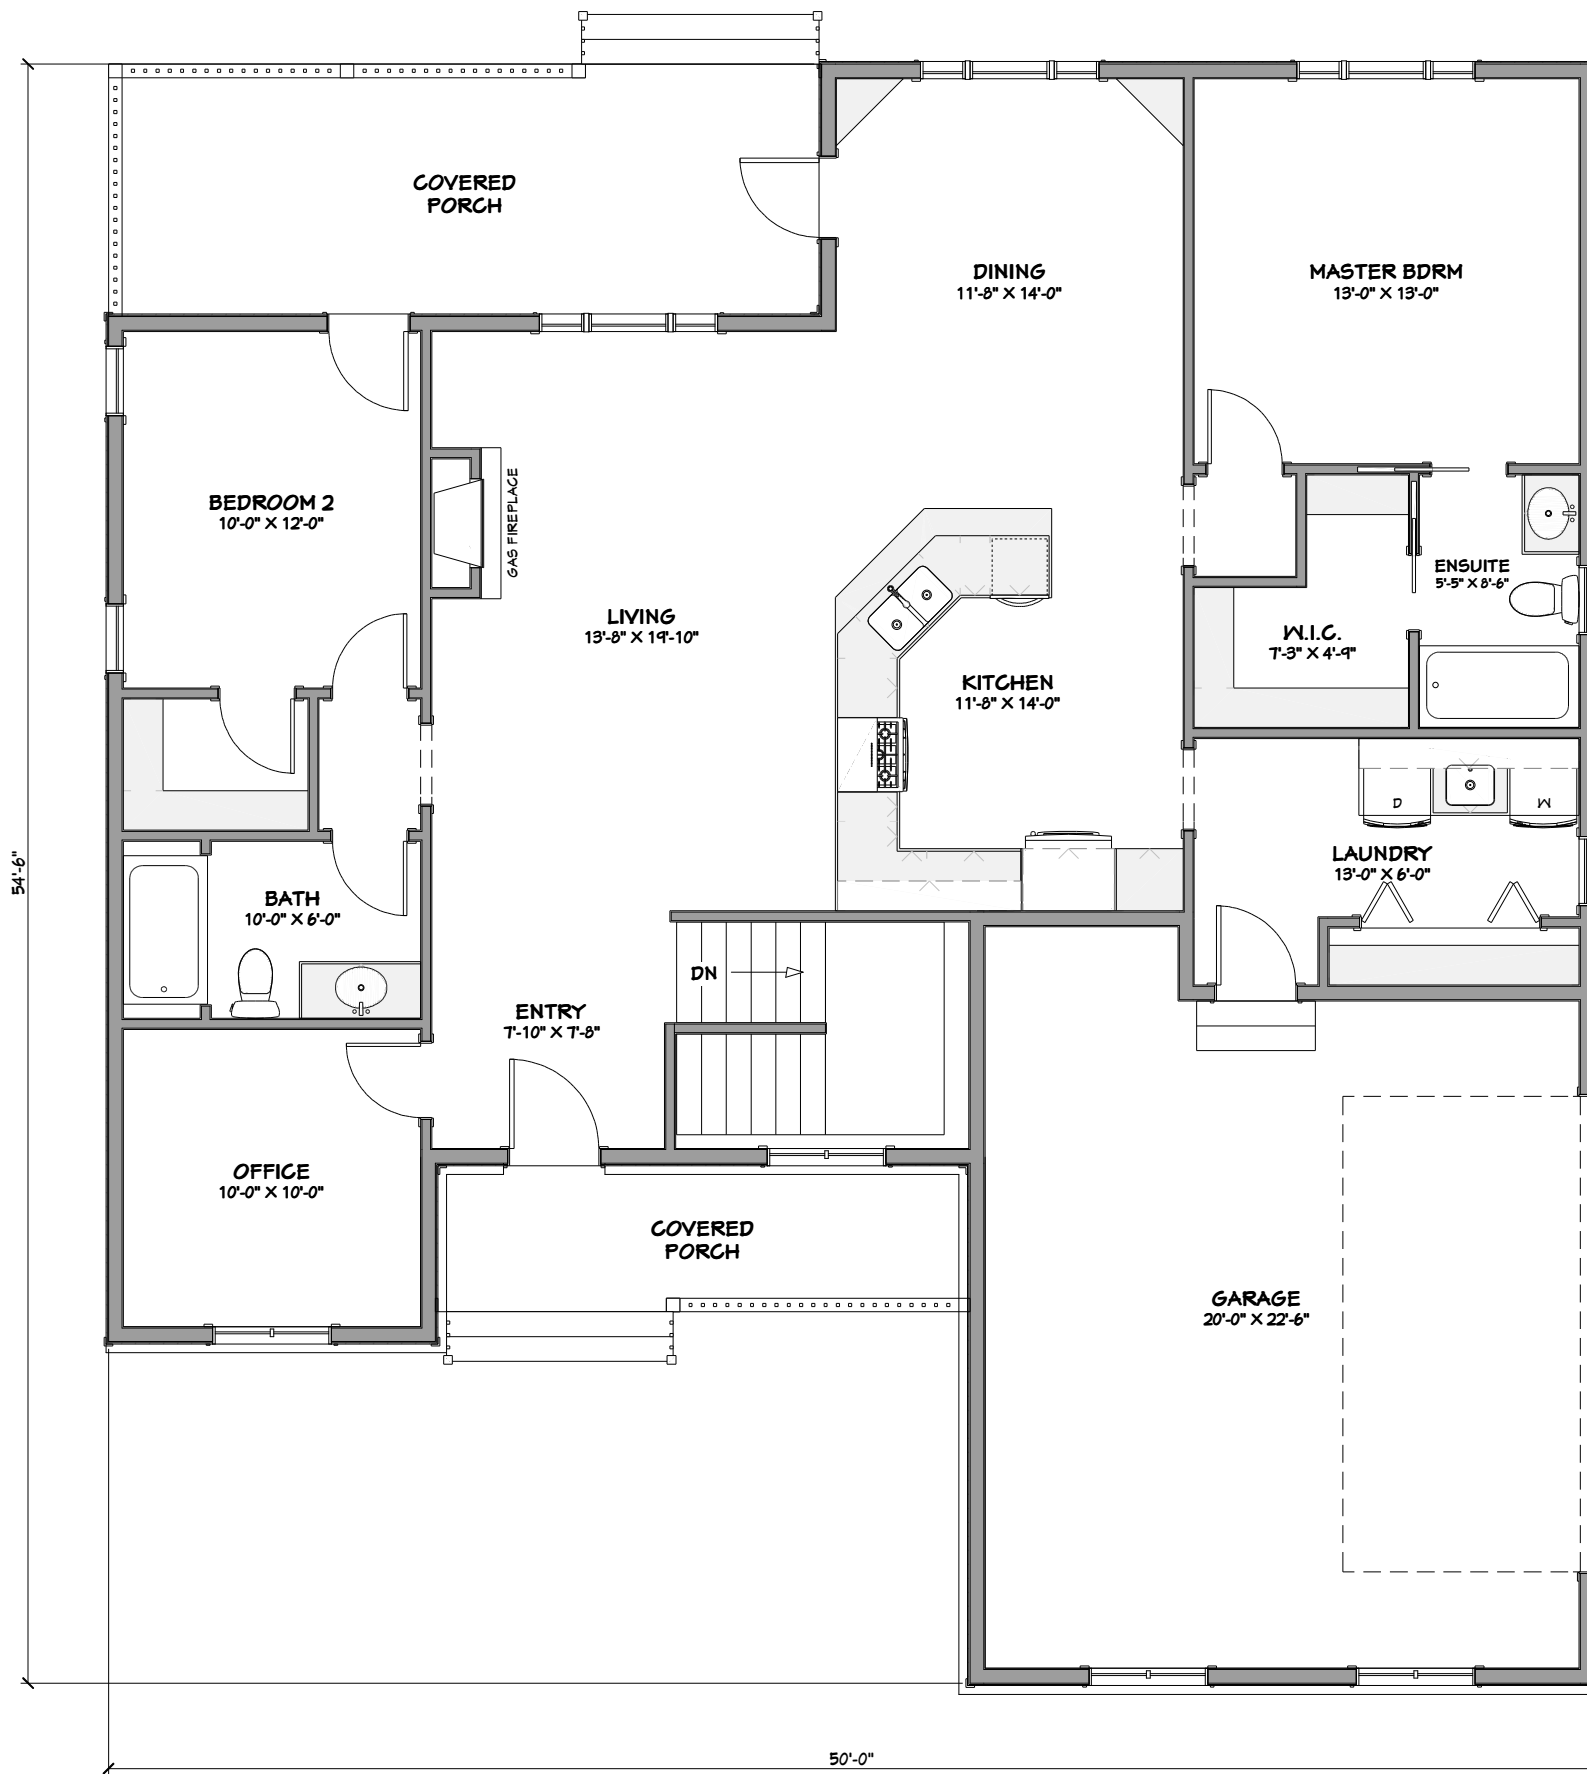 COVERED
PORCH
DINING
11'-8" X 14'-0"
MASTER BDRM
13'-0" X 13'-0"
BEDROOM 2
10'-0" X 12'-0"
GAS FIREPLACE
LIVING
13'-8" X 19'-10"
ENSUITE
5'-5" X 8'-6"
W.I.C.
7'-3" X 4'-9"
KITCHEN
11'-8" X 14'-0"
D
W
LAUNDRY
13'-0" X 6'-0"
54'-6"
BATH
10'-0" X 6'-0"
DN
ENTRY
7'-10" X 7'-8"
OFFICE
10'-0" X 10'-0"
COVERED
PORCH
GARAGE
20'-0" X 22'-6"
50'-0"